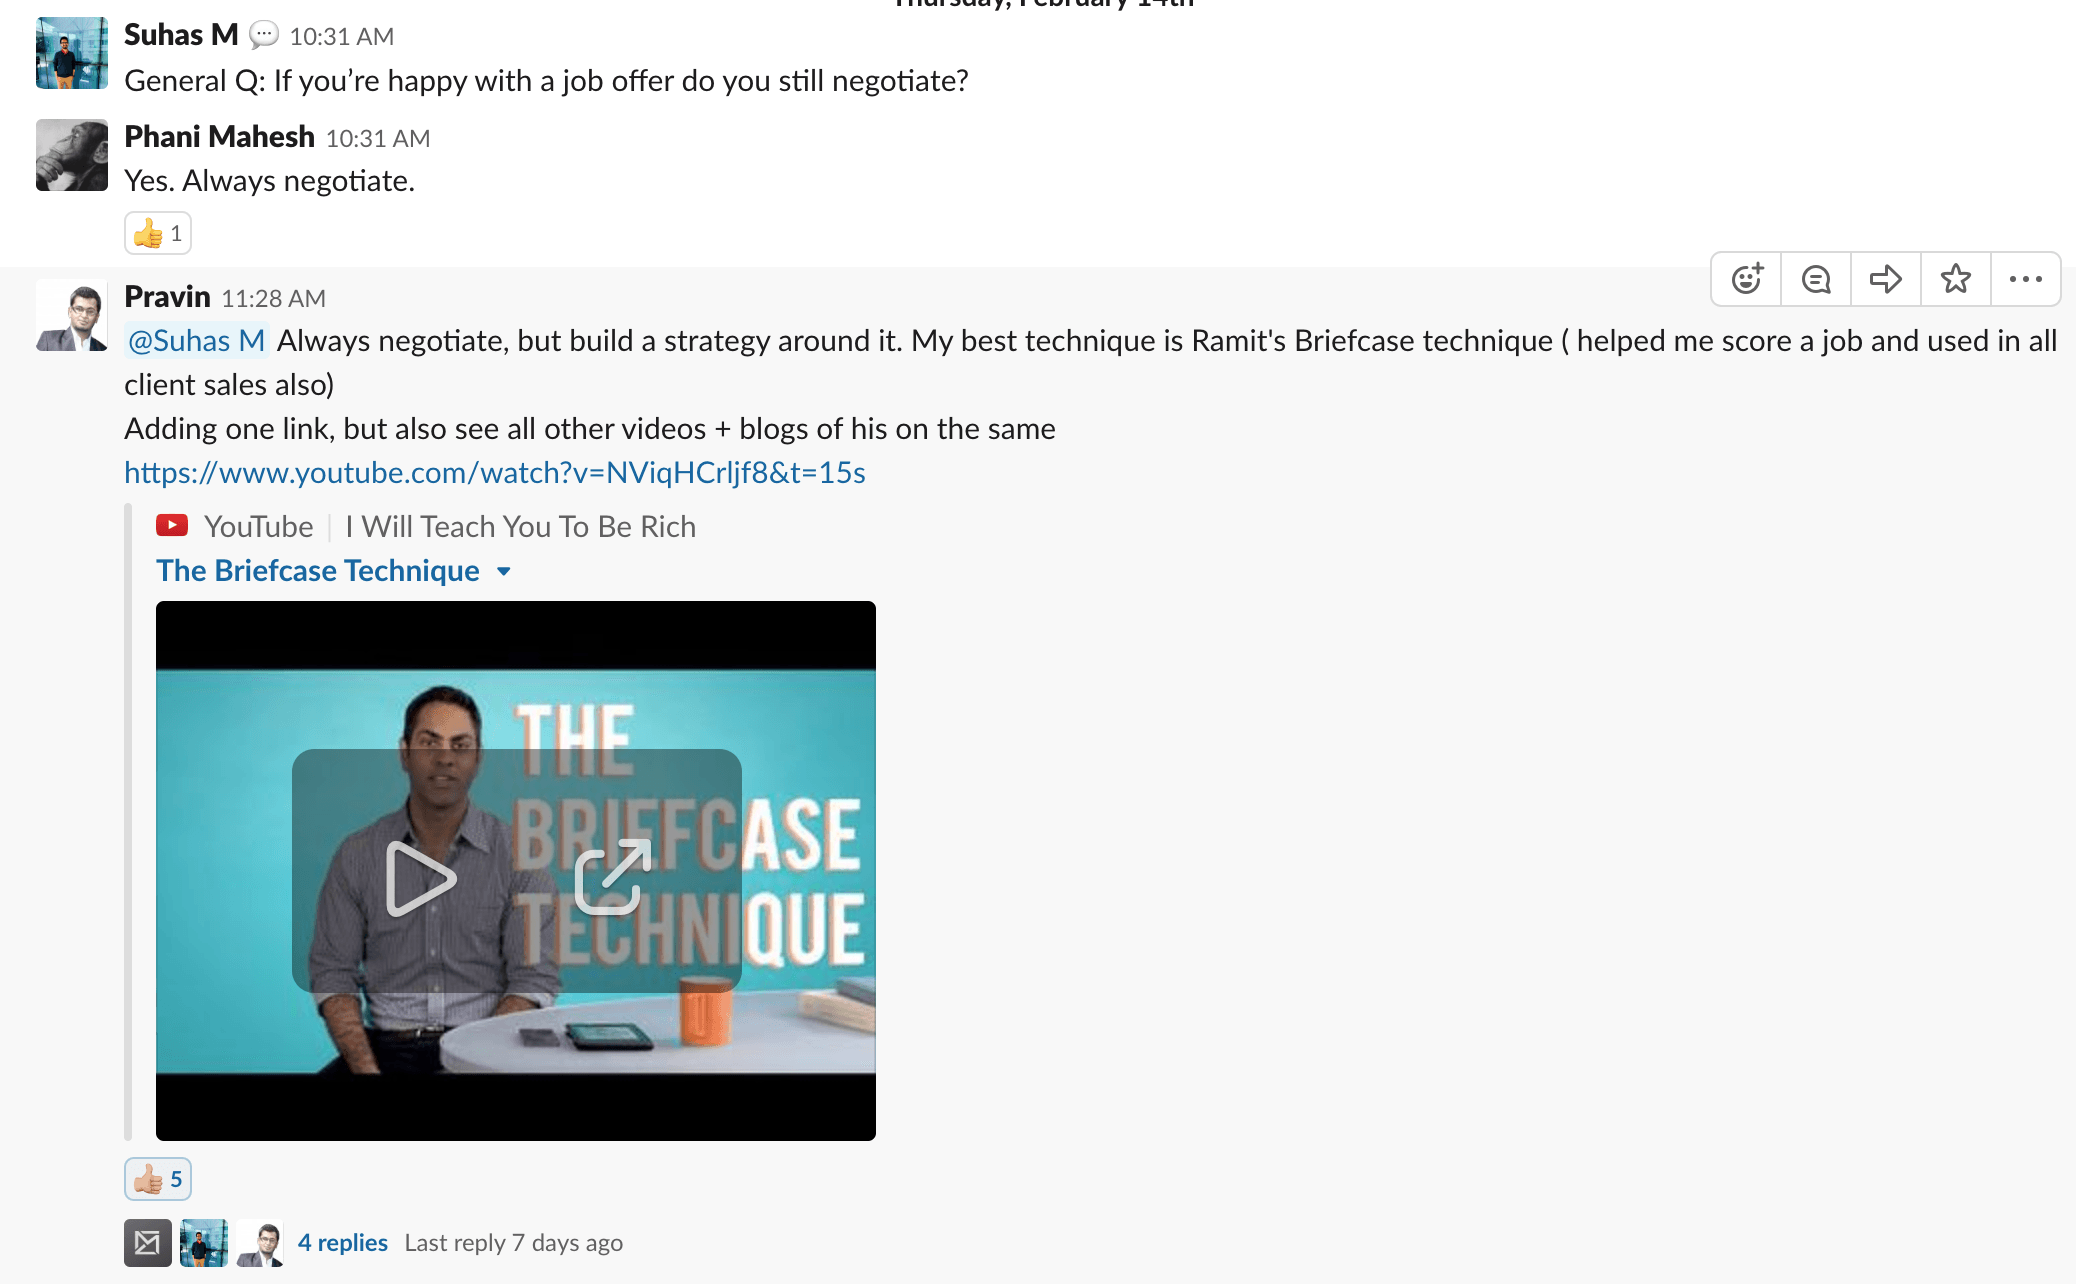 Thursday, February 14th
Suhas M 10:31 AM
General Q: If you’re happy with a job offer do you still negotiate?
Phani Mahesh 10:31 AM
Yes. Always negotiate.
1
Pravin 11:28 AM
@Suhas M Always negotiate, but build a strategy around it. My best technique is Ramit's Briefcase technique ( helped me score a job and used in all
client sales also)
Adding one link, but also see all other videos + blogs of his on the same
https://www.youtube.com/watch?v=NViqHCrljf8&t=15s
YouTube | I Will Teach You To Be Rich
The Briefcase Technique
THE
BRIEFCASE
TECHNIQUE
5
4 replies Last reply 7 days ago